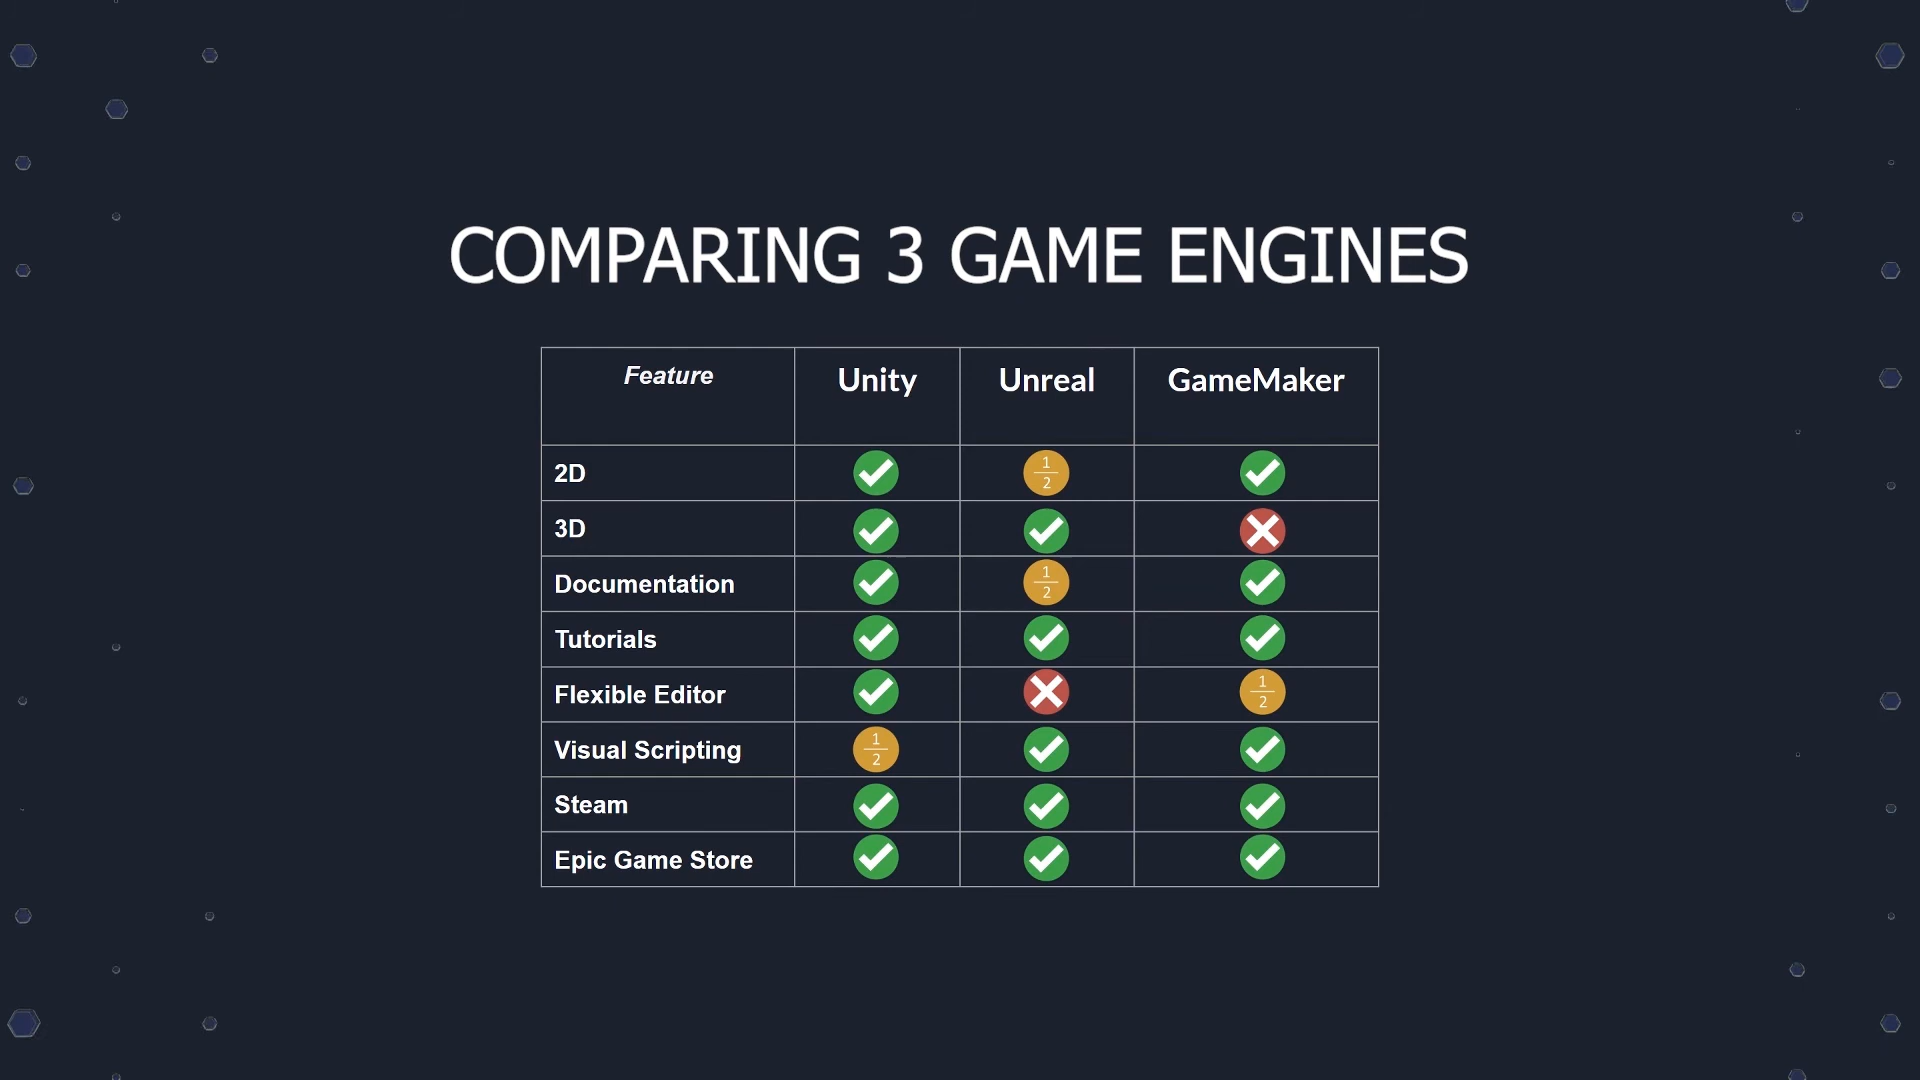 COMPARING 3 GAME ENGINES
Feature Unity Unreal GameMaker
2D 1/2
3D
Documentation 1/2
Tutorials
Flexible Editor 1/2
Visual Scripting 1/2
Steam
Epic Game Store